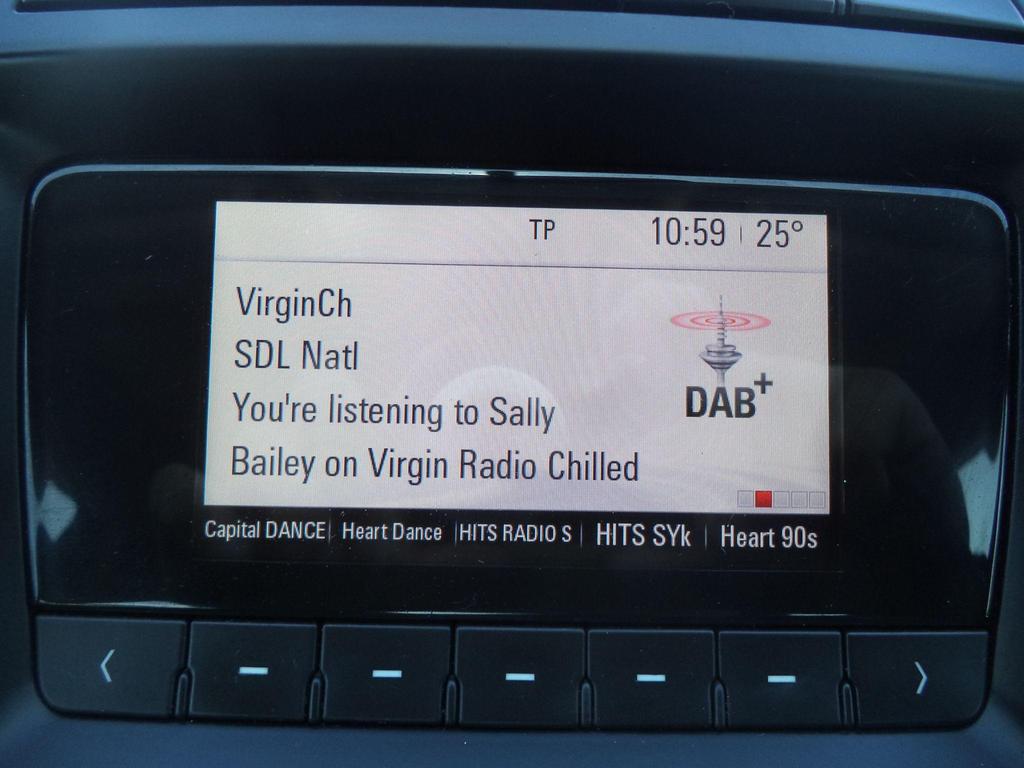 TP 10:59 25°
VirginCh
SDL Natl
You're listening to Sally
Bailey on Virgin Radio Chilled
DAB+
Capital DANCE Heart Dance HITS RADIO S HITS SYk Heart 90s